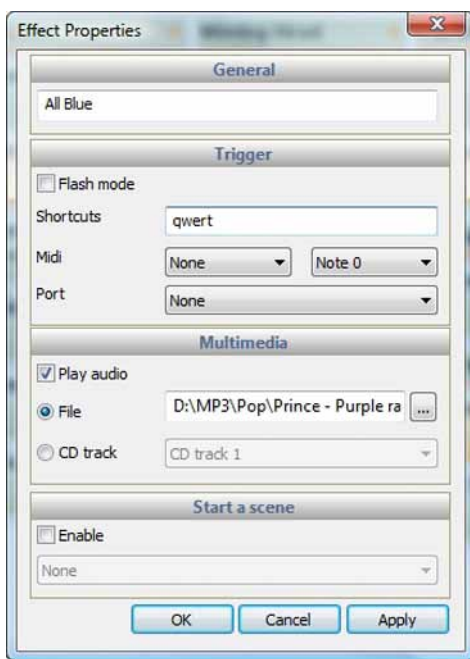 Effect Properties
General
All Blue
Trigger
Flash mode
Shortcuts qwert
Midi None Note 0
Port None
Multimedia
Play audio
File D:\MP3\Pop\Prince - Purple ra ...
CD track CD track 1
Start a scene
Enable
None
OK Cancel Apply